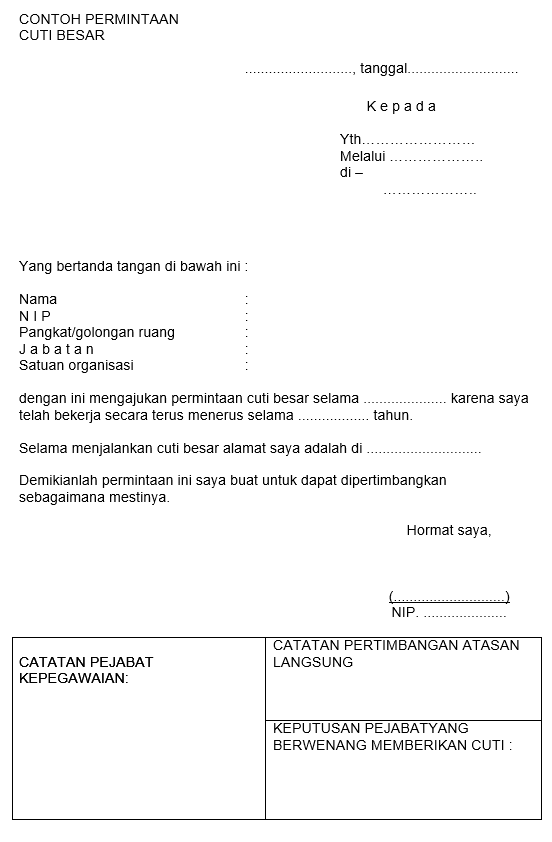 CONTOH PERMINTAAN
CUTI BESAR
..........................., tanggal............................
K e p a d a
Yth……………………
Melalui ………………..
di –
………………..
Yang bertanda tangan di bawah ini :
Nama :
N I P :
Pangkat/golongan ruang :
J a b a t a n :
Satuan organisasi :
dengan ini mengajukan permintaan cuti besar selama ..................... karena saya
telah bekerja secara terus menerus selama .................. tahun.
Selama menjalankan cuti besar alamat saya adalah di .............................
Demikianlah permintaan ini saya buat untuk dapat dipertimbangkan
sebagaimana mestinya.
Hormat saya,
(............................)
NIP. .....................
CATATAN PEJABAT
KEPEGAWAIAN:
CATATAN PERTIMBANGAN ATASAN
LANGSUNG
KEPUTUSAN PEJABATYANG
BERWENANG MEMBERIKAN CUTI :